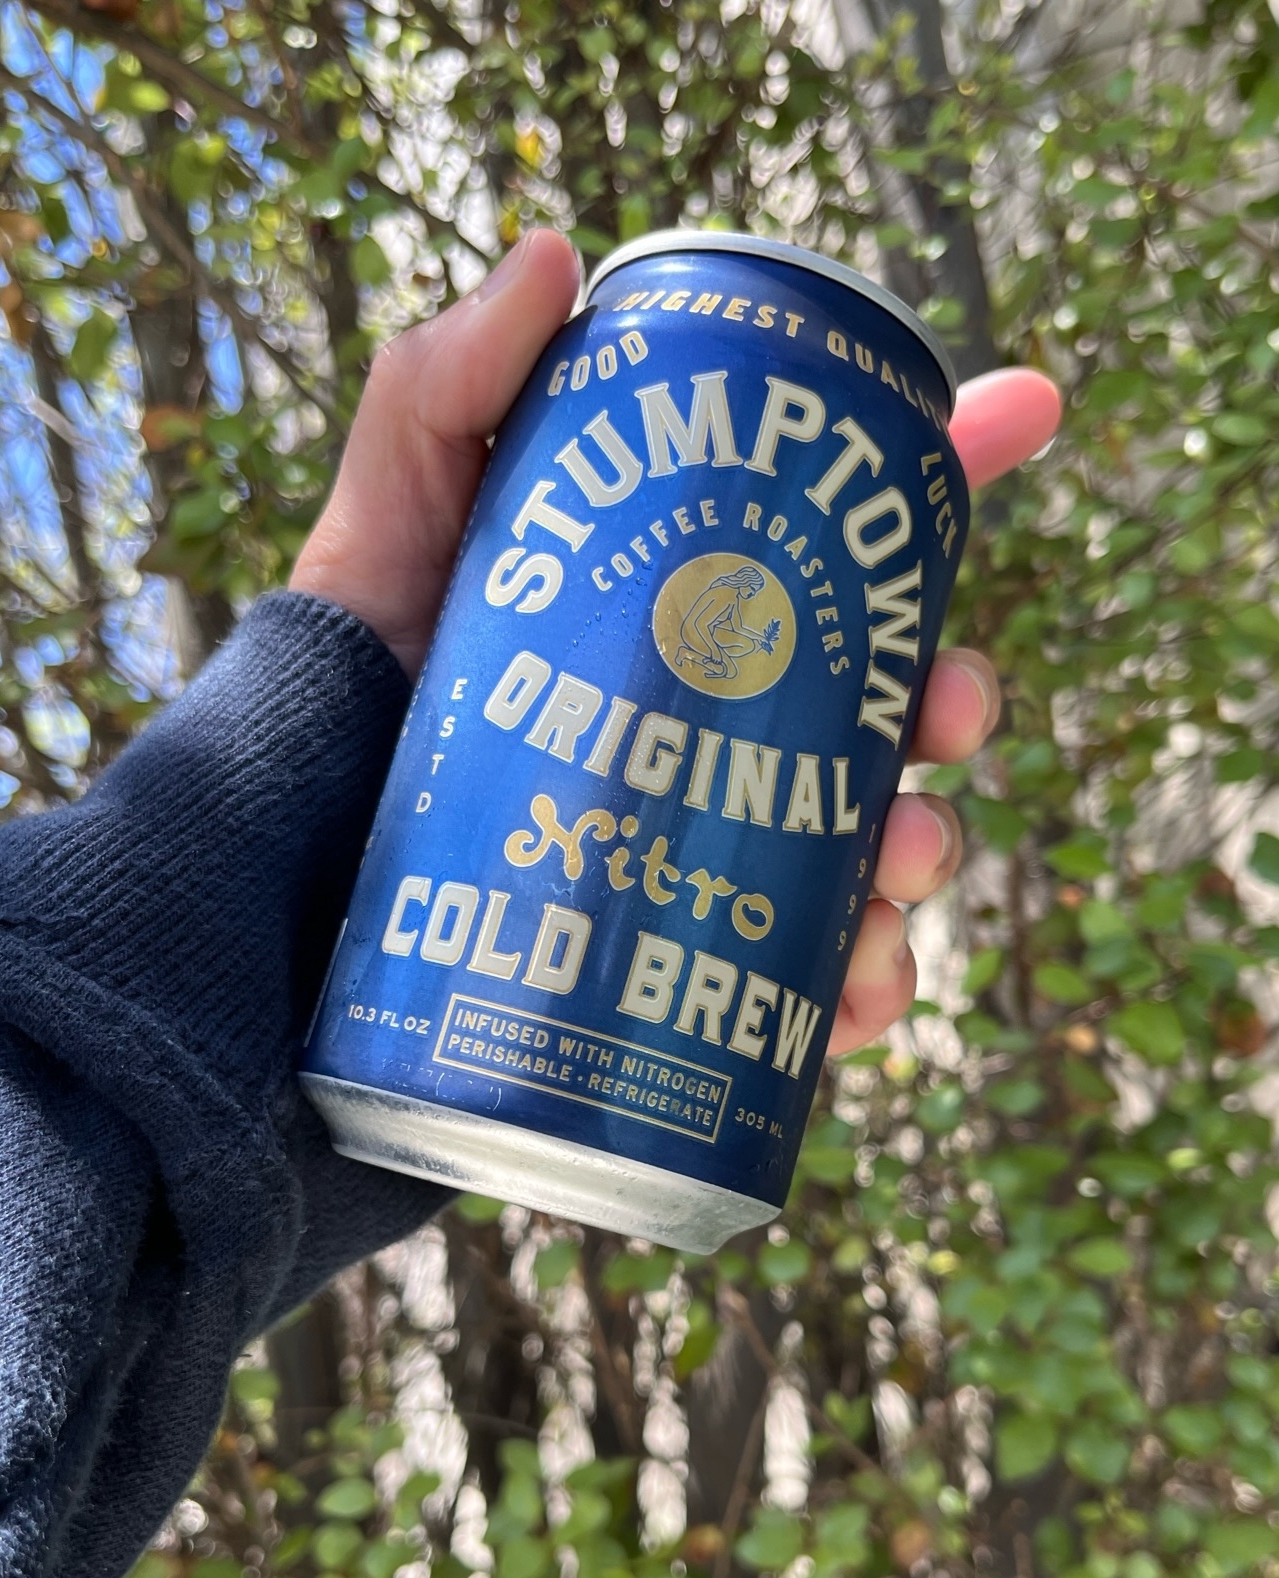 HIGHEST QUALITY
GOOD LUCK
STUMPTOWN
COFFEE ROASTERS
ESTD 1999
ORIGINAL
Nitro
COLD BREW
10.3 FL OZ
INFUSED WITH NITROGEN
PERISHABLE · REFRIGERATE
305 ML